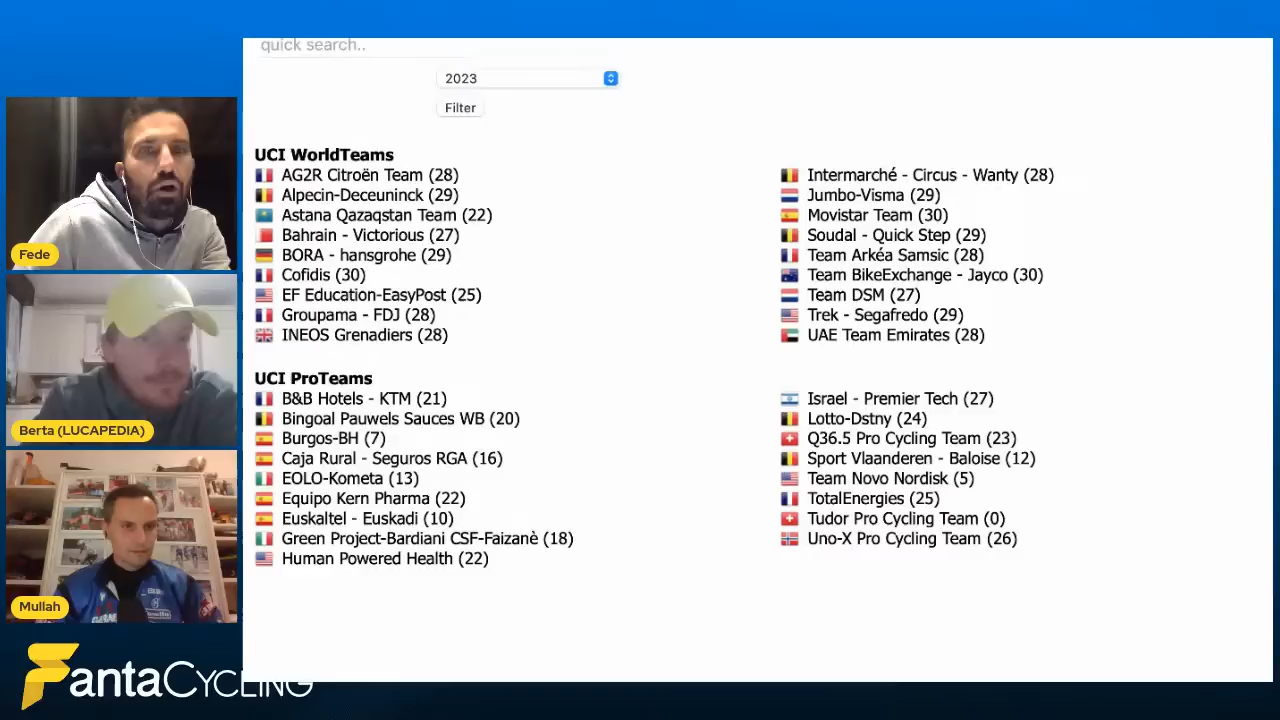 quick search..
2023
Filter
UCI WorldTeams
AG2R Citroën Team (28)
Alpecin-Deceuninck (29)
Astana Qazaqstan Team (22)
Bahrain - Victorious (27)
BORA - hansgrohe (29)
Cofidis (30)
EF Education-EasyPost (25)
Groupama - FDJ (28)
INEOS Grenadiers (28)
Intermarché - Circus - Wanty (28)
Jumbo-Visma (29)
Movistar Team (30)
Soudal - Quick Step (29)
Team Arkéa Samsic (28)
Team BikeExchange - Jayco (30)
Team DSM (27)
Trek - Segafredo (29)
UAE Team Emirates (28)
UCI ProTeams
B&B Hotels - KTM (21)
Bingoal Pauwels Sauces WB (20)
Burgos-BH (7)
Caja Rural - Seguros RGA (16)
EOLO-Kometa (13)
Equipo Kern Pharma (22)
Euskaltel - Euskadi (10)
Green Project-Bardiani CSF-Faizanè (18)
Human Powered Health (22)
Israel - Premier Tech (27)
Lotto-Dstny (24)
Q36.5 Pro Cycling Team (23)
Sport Vlaanderen - Baloise (12)
Team Novo Nordisk (5)
TotalEnergies (25)
Tudor Pro Cycling Team (0)
Uno-X Pro Cycling Team (26)
Fede
Berta (LUCAPEDIA)
Mullah
FantaCYCLING